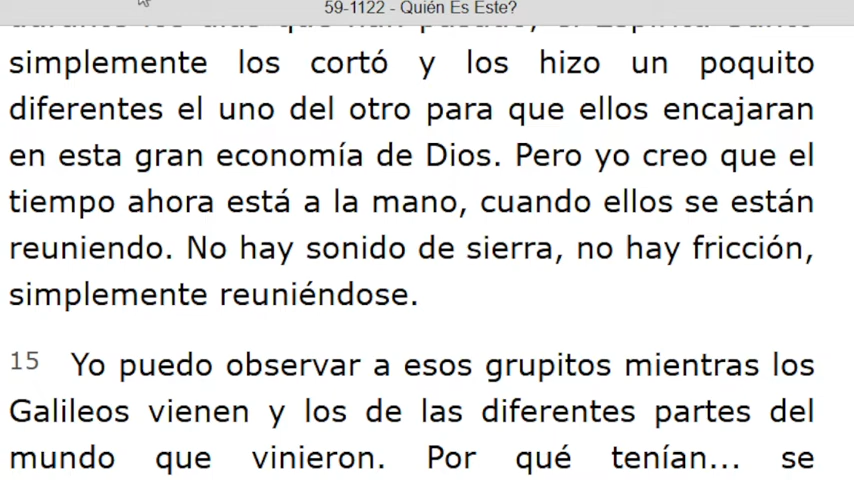 59-1122 - Quién Es Este?
simplemente los cortó y los hizo un poquito
diferentes el uno del otro para que ellos encajaran
en esta gran economía de Dios. Pero yo creo que el
tiempo ahora está a la mano, cuando ellos se están
reuniendo. No hay sonido de sierra, no hay fricción,
simplemente reuniéndose.
15 Yo puedo observar a esos grupitos mientras los
Galileos vienen y los de las diferentes partes del
mundo que vinieron. Por qué tenían... se